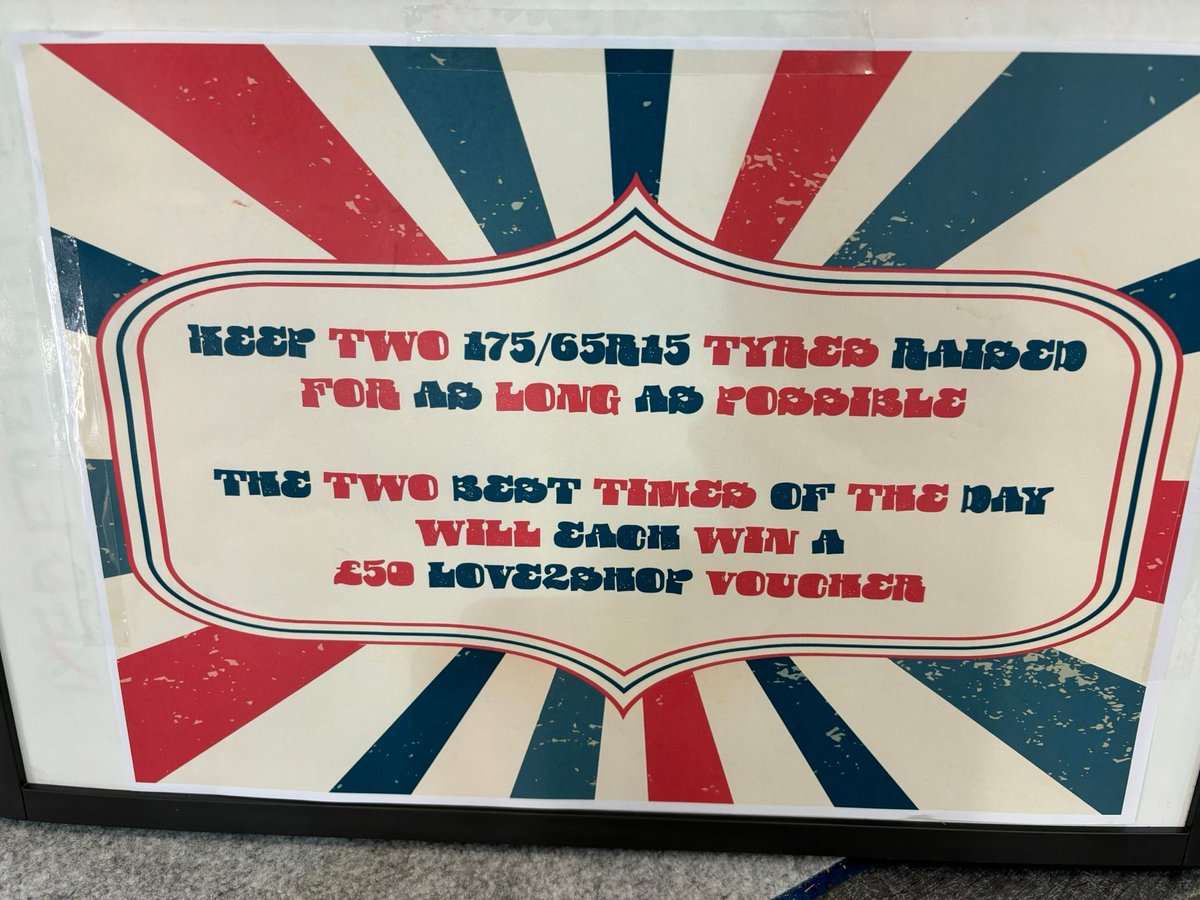 KEEP TWO 175/65R15 TYRES RAISED
FOR AS LONG AS POSSIBLE
THE TWO BEST TIMES OF THE DAY
WILL EACH WIN A
£50 LOVE2SHOP VOUCHER